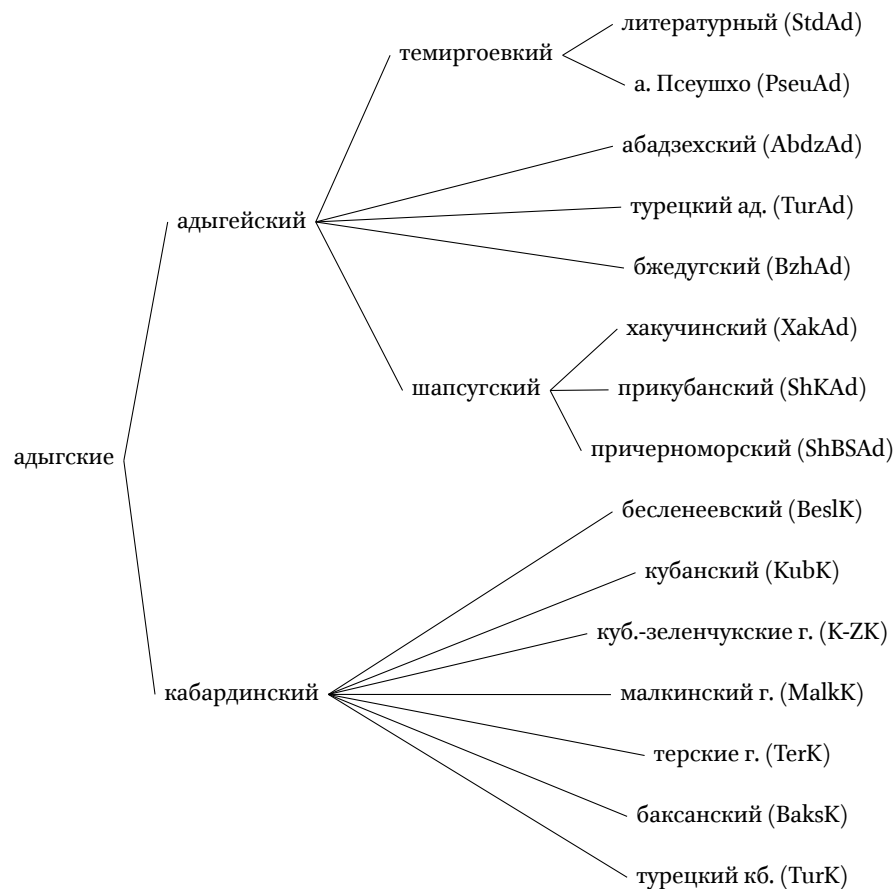 литературный (StdAd)
темиргоевкий
а. Псеушхо (PseuAd)
абадзехский (AbdzAd)
турецкий ад. (TurAd)
адыгейский
бжедугский (BzhAd)
хакучинский (XakAd)
шапсугский
прикубанский (ShKAd)
причерноморский (ShBSAd)
адыгские
бесленеевский (BeslK)
кубанский (KubK)
куб.-зеленчукские г. (K-ZK)
кабардинский
малкинский г. (MalkK)
терские г. (TerK)
баксанский (BaksK)
турецкий кб. (TurK)